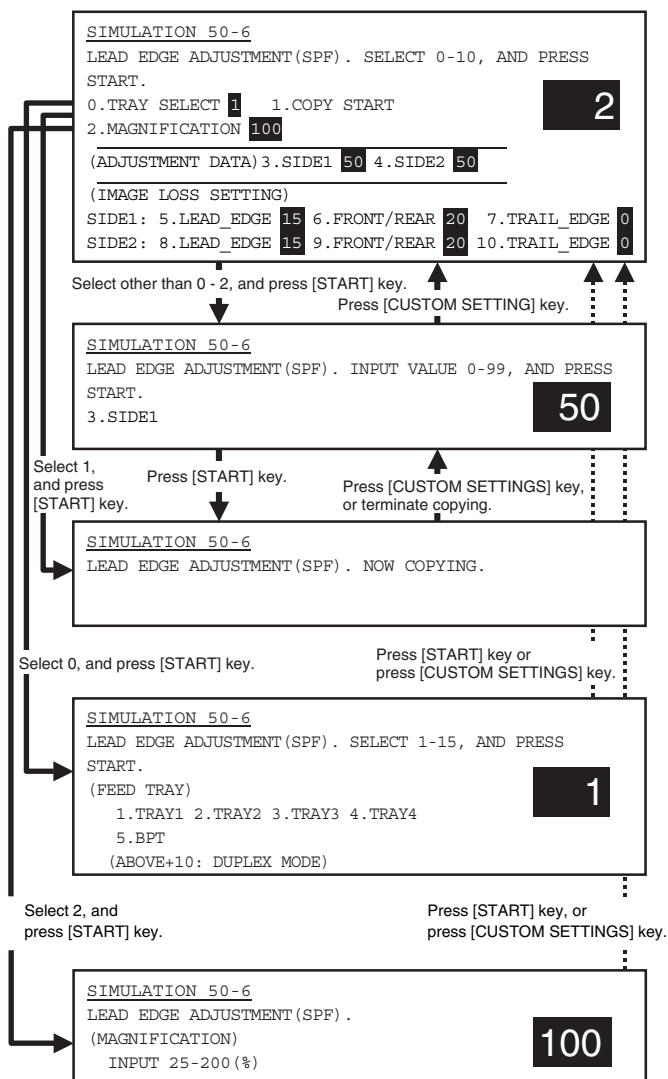 SIMULATION 50-6
LEAD EDGE ADJUSTMENT(SPF). SELECT 0-10, AND PRESS
START.
0.TRAY SELECT 1 1.COPY START
2.MAGNIFICATION 100
2
(ADJUSTMENT DATA)3.SIDE1 50 4.SIDE2 50
(IMAGE LOSS SETTING)
SIDE1: 5.LEAD_EDGE 15 6.FRONT/REAR 20 7.TRAIL_EDGE 0
SIDE2: 8.LEAD_EDGE 15 9.FRONT/REAR 20 10.TRAIL_EDGE 0
Select other than 0 - 2, and press [START] key.
Press [CUSTOM SETTING] key.
SIMULATION 50-6
LEAD EDGE ADJUSTMENT(SPF). INPUT VALUE 0-99, AND PRESS
START.
3.SIDE1
50
Select 1,
and press
[START] key.
Press [START] key.
Press [CUSTOM SETTINGS] key,
or terminate copying.
SIMULATION 50-6
LEAD EDGE ADJUSTMENT(SPF). NOW COPYING.
Select 0, and press [START] key.
Press [START] key or
press [CUSTOM SETTINGS] key.
SIMULATION 50-6
LEAD EDGE ADJUSTMENT(SPF). SELECT 1-15, AND PRESS
START.
(FEED TRAY)
1.TRAY1 2.TRAY2 3.TRAY3 4.TRAY4
5.BPT
(ABOVE+10: DUPLEX MODE)
1
Select 2, and
press [START] key.
Press [START] key, or
press [CUSTOM SETTINGS] key.
SIMULATION 50-6
LEAD EDGE ADJUSTMENT(SPF).
(MAGNIFICATION)
INPUT 25-200(%)
100